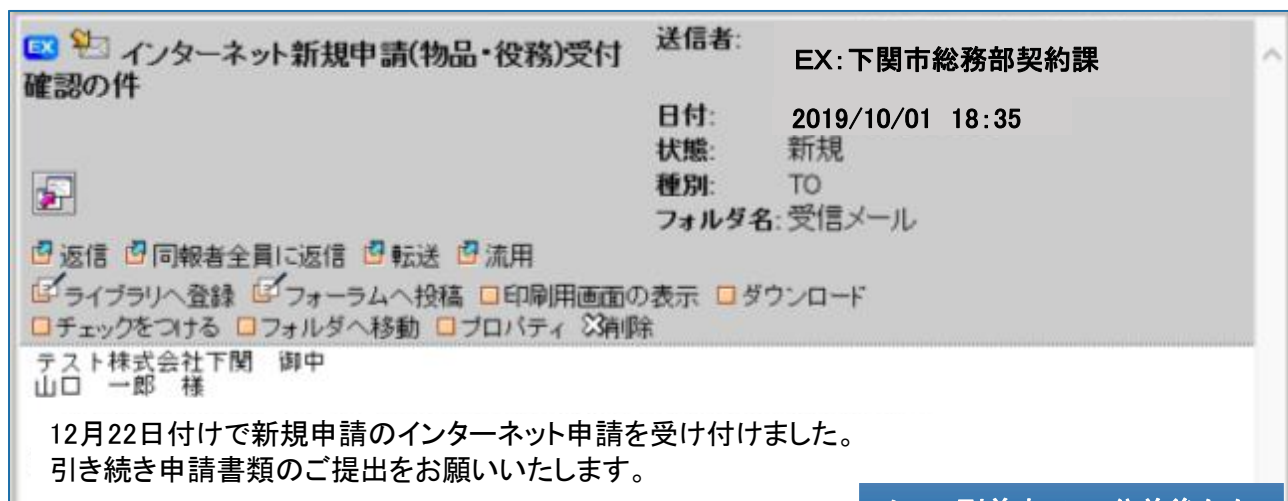 EX インターネット新規申請(物品・役務)受付
確認の件
送信者: EX:下関市総務部契約課
日付: 2019/10/01 18:35
状態: 新規
種別: TO
フォルダ名:受信メール
返信 同報者全員に返信 転送 流用
ライブラリへ登録 フォーラムへ投稿 印刷用画面の表示 ダウンロード
チェックをつける フォルダへ移動 プロパティ 削除
テスト株式会社下関 御中
山口 一郎 様
12月22日付けで新規申請のインターネット申請を受け付けました。
引き続き申請書類のご提出をお願いいたします。